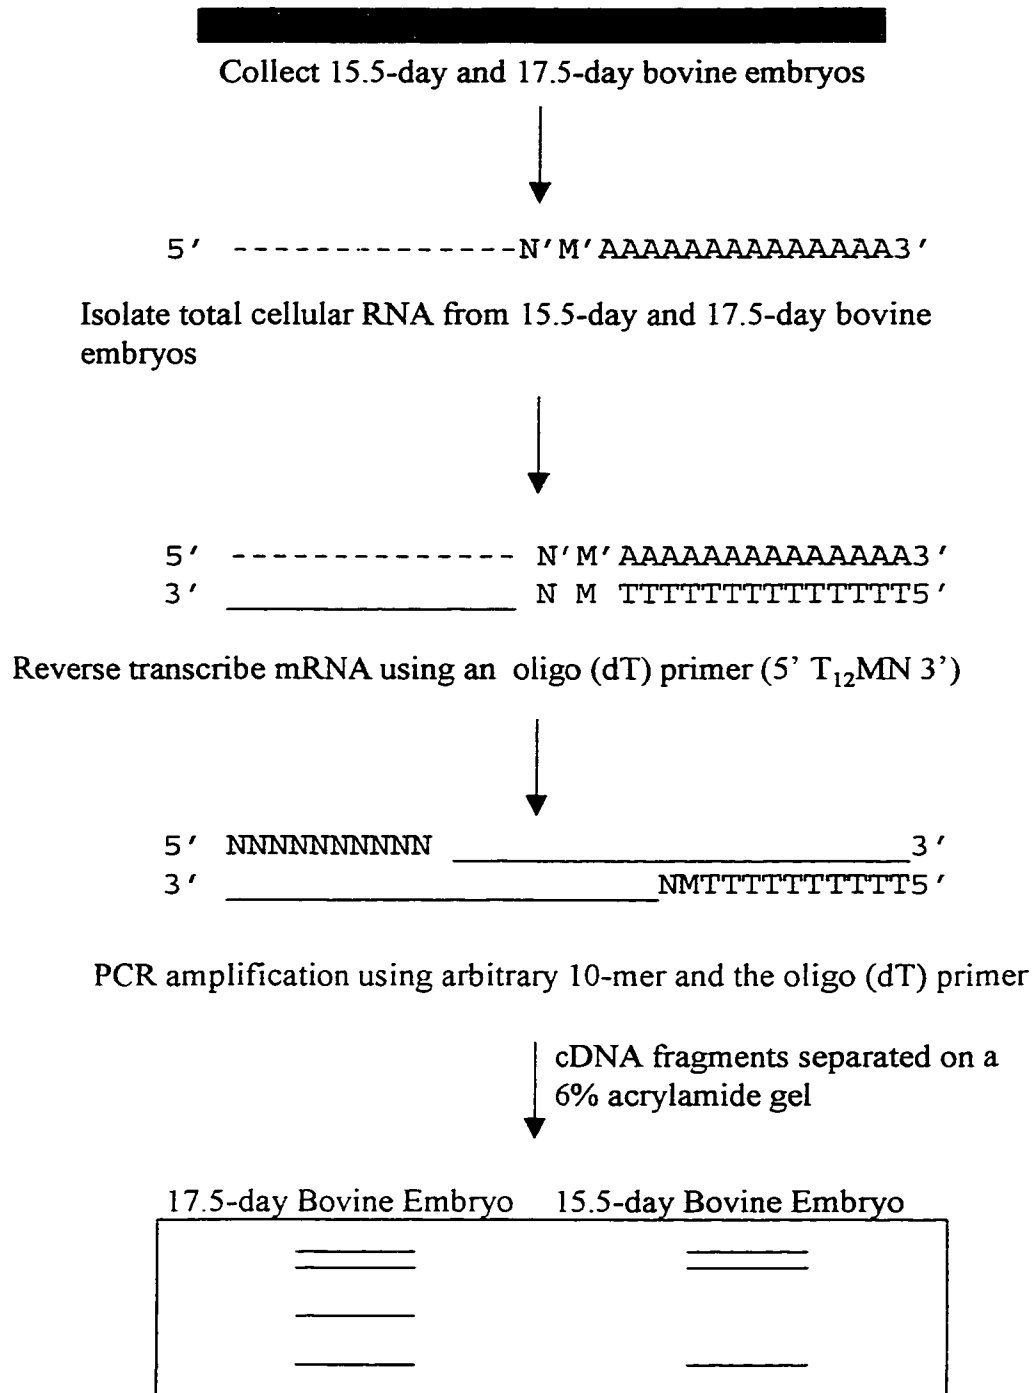 Collect 15.5-day and 17.5-day bovine embryos
5' --------------N'M'AAAAAAAAAAAAAA3'
Isolate total cellular RNA from 15.5-day and 17.5-day bovine
embryos
5' -------------- N'M'AAAAAAAAAAAAAA3'
3' ______________ N M TTTTTTTTTTTTTT5'
Reverse transcribe mRNA using an oligo (dT) primer (5' T₁₂MN 3')
5' NNNNNNNNNN ______________________3'
3' _____________________NMTTTTTTTTTTT5'
PCR amplification using arbitrary 10-mer and the oligo (dT) primer
cDNA fragments separated on a
6% acrylamide gel
17.5-day Bovine Embryo 15.5-day Bovine Embryo